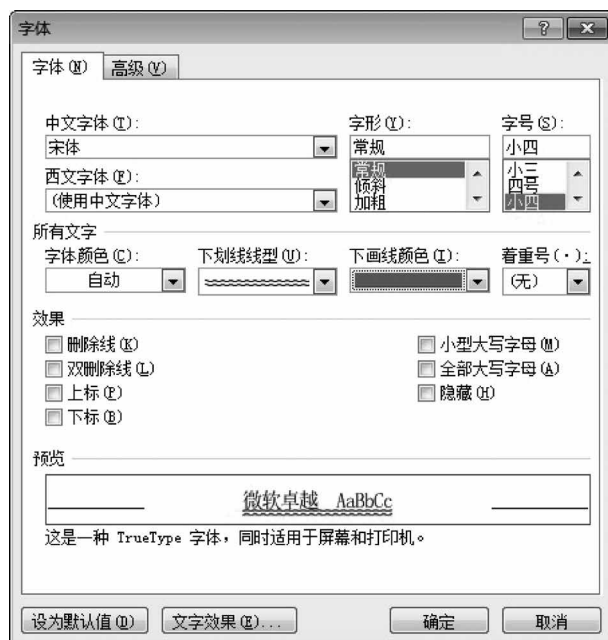 字体
字体(N) 高级(V)
中文字体(T): 字形(Y): 字号(S):
宋体 常规 小四
常规 小三
西文字体(F): 倾斜 四号
(使用中文字体) 加粗 小四
所有文字
字体颜色(C): 下划线线型(U): 下画线颜色(I): 着重号(·):
自动 (无)
效果
删除线(K) 小型大写字母(M)
双删除线(L) 全部大写字母(A)
上标(P) 隐藏(H)
下标(B)
预览
微软卓越 AaBbCc
这是一种 TrueType 字体，同时适用于屏幕和打印机。
设为默认值(D) 文字效果(E)... 确定 取消